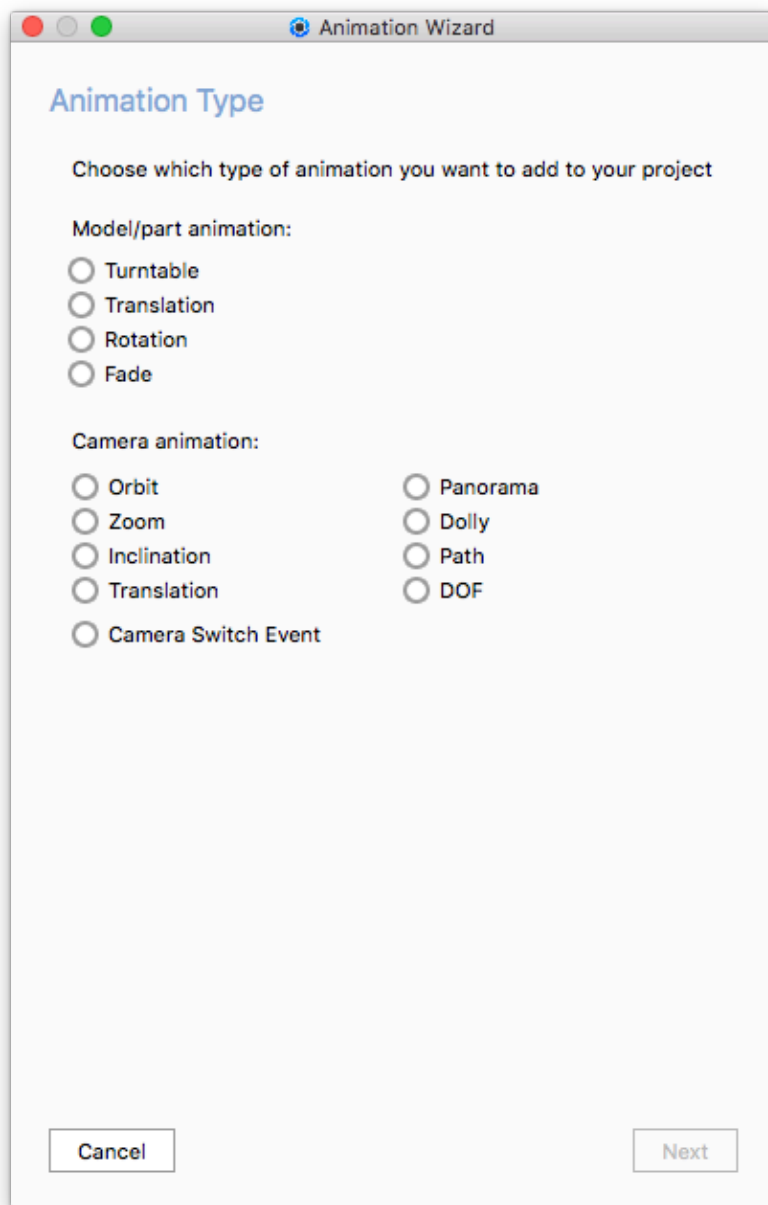 Animation Wizard
Animation Type
Choose which type of animation you want to add to your project
Model/part animation:
Turntable
Translation
Rotation
Fade
Camera animation:
Orbit Panorama
Zoom Dolly
Inclination Path
Translation DOF
Camera Switch Event
Cancel Next